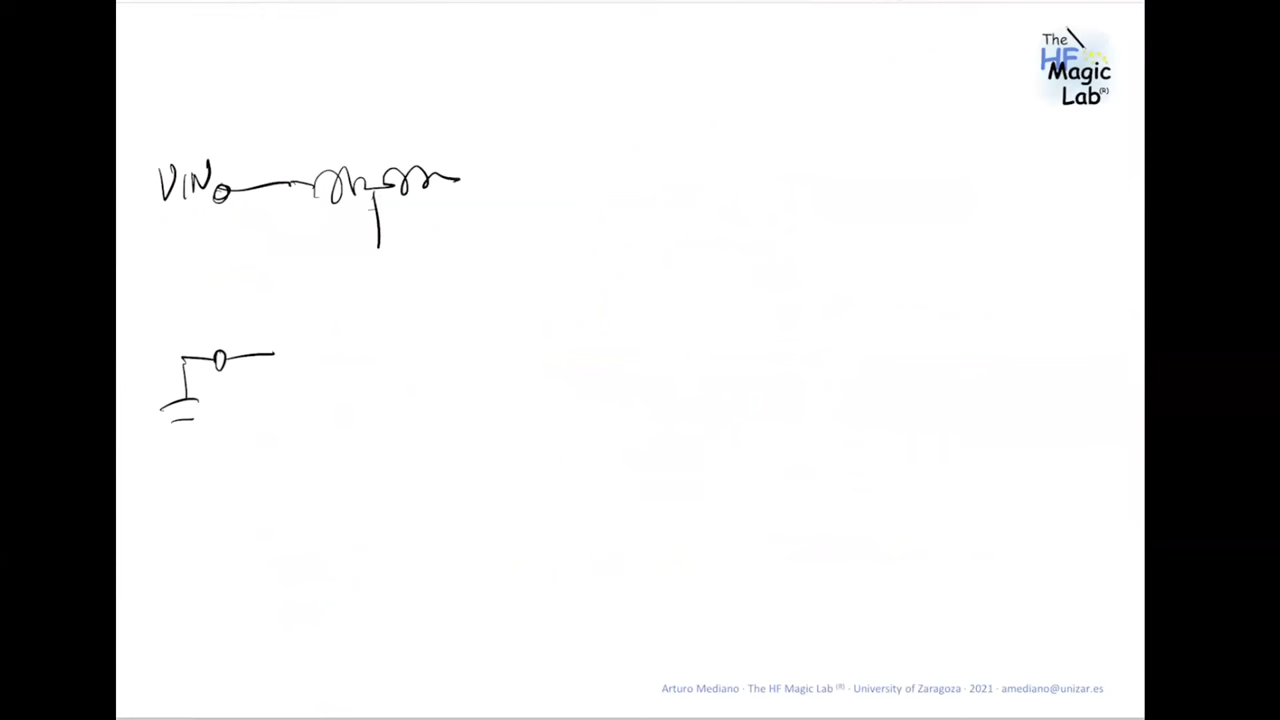 The
HF
Magic
Lab(R)
VIN
Arturo Mediano · The HF Magic Lab (R) · University of Zaragoza · 2021 · amediano@unizar.es